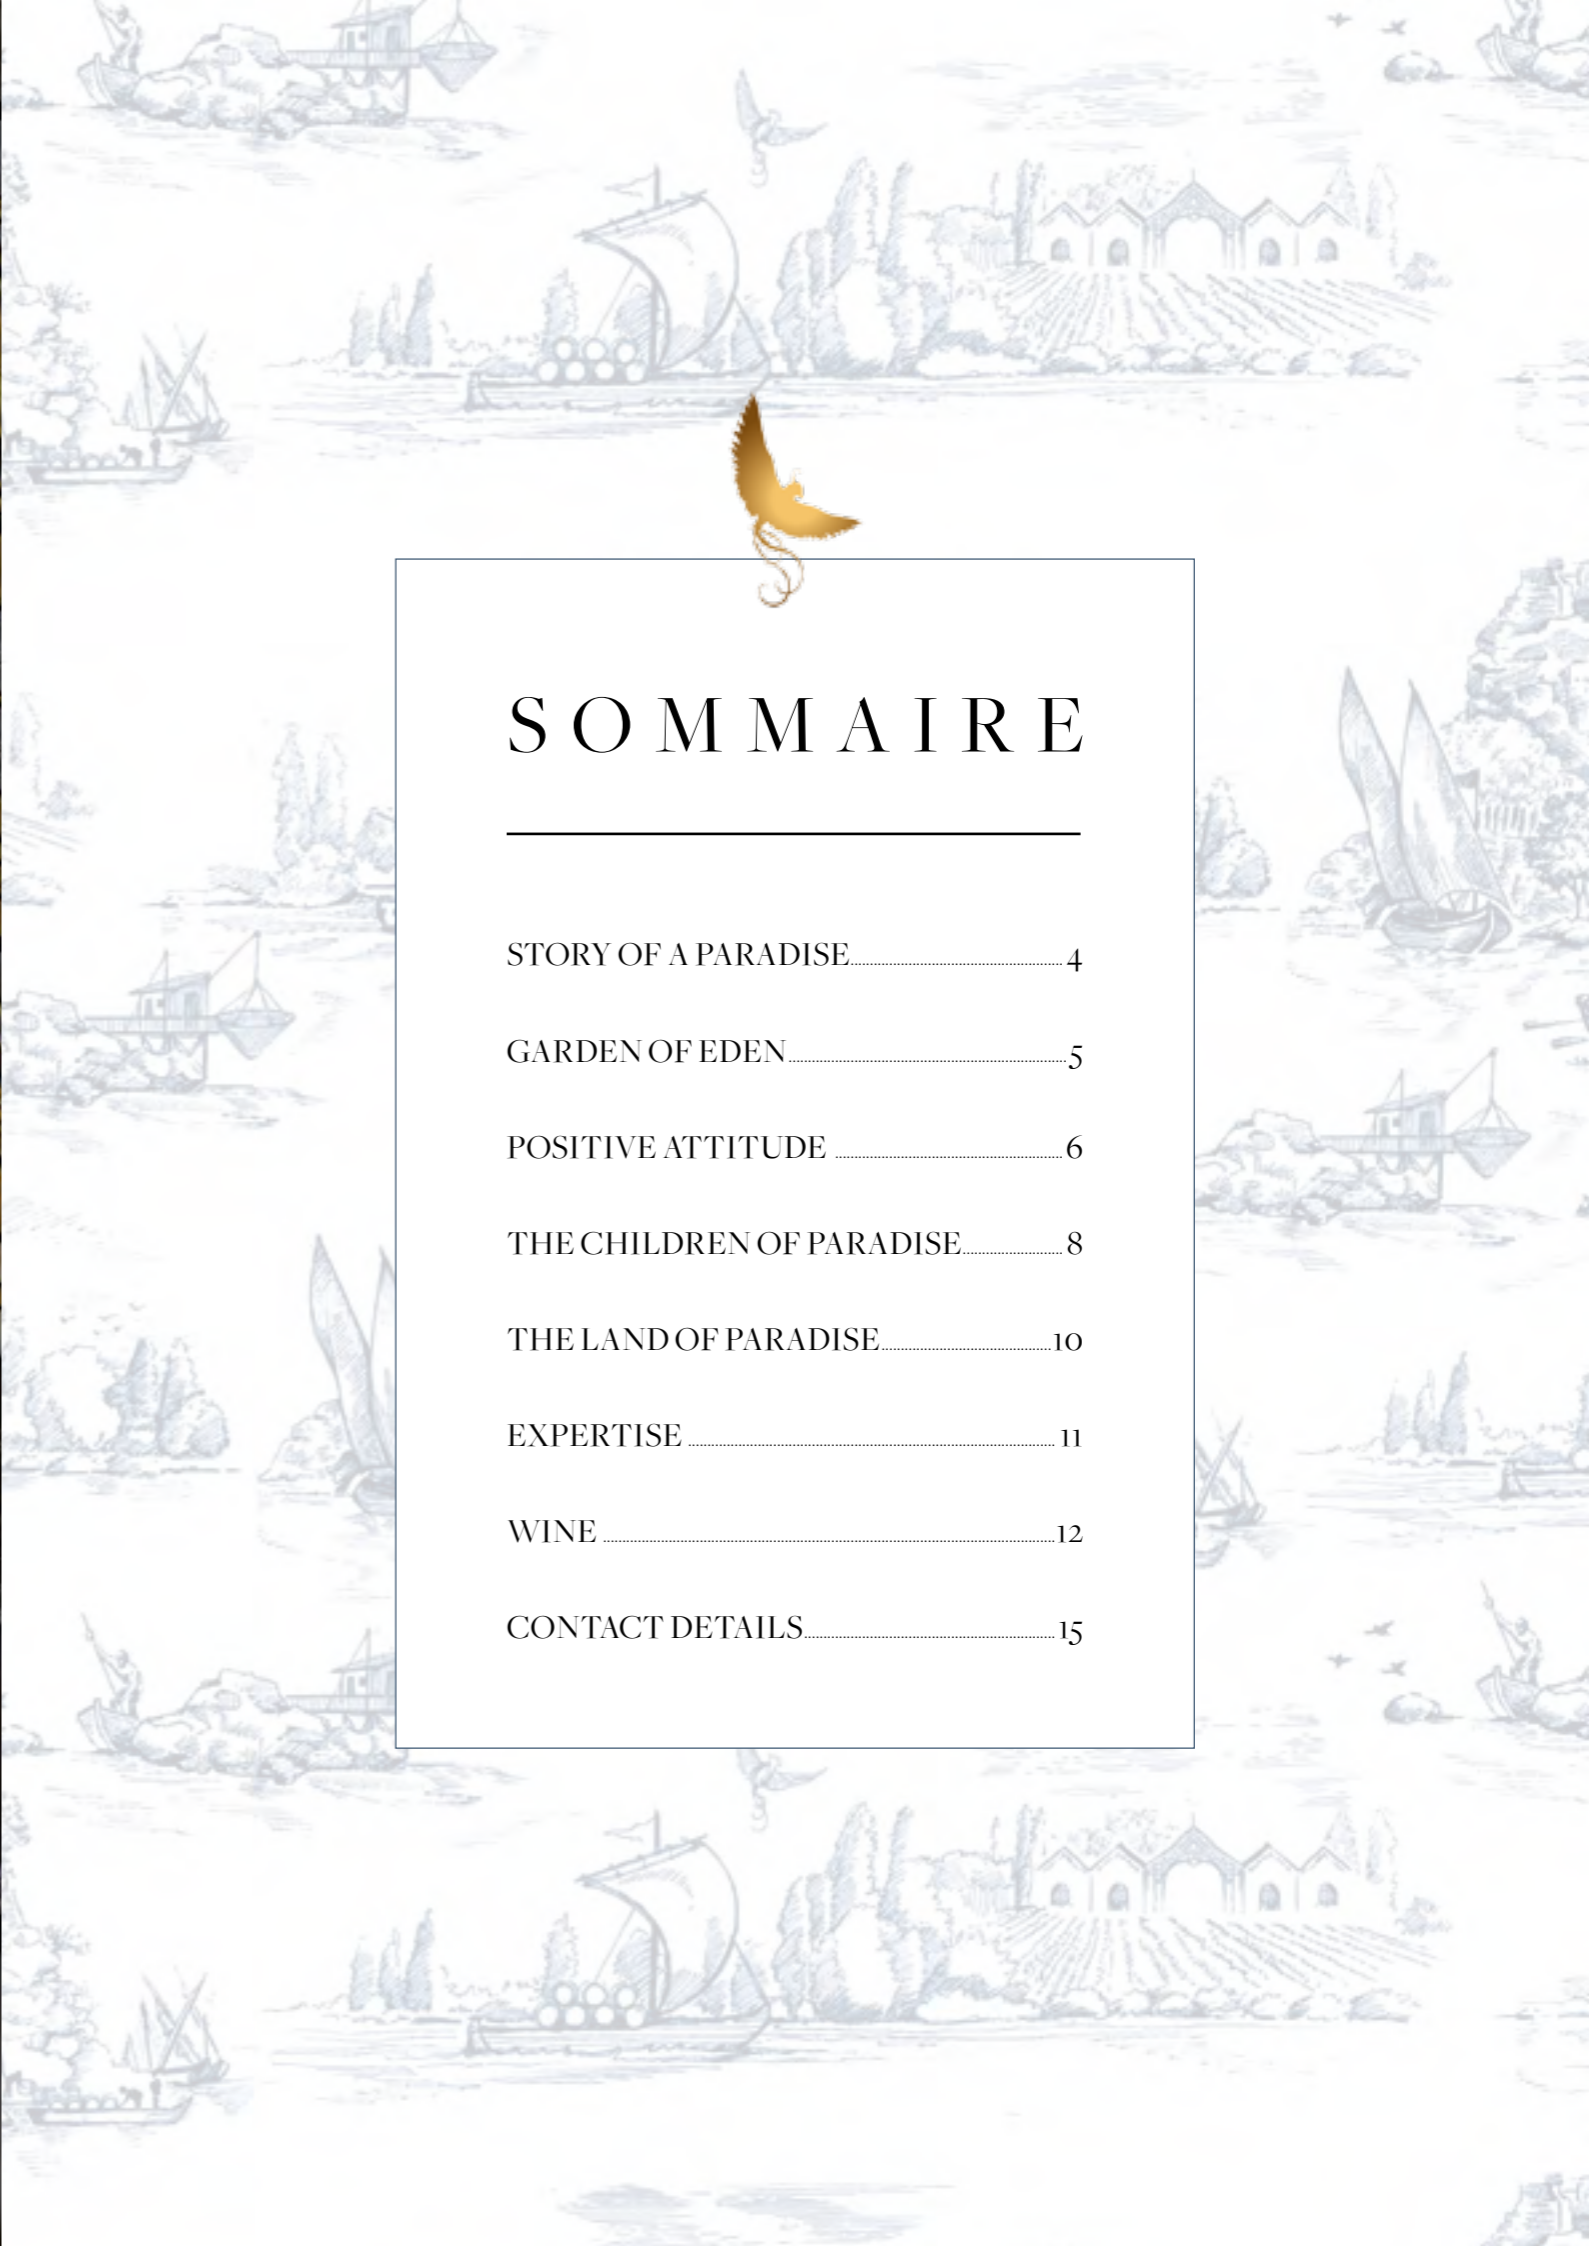 SOMMAIRE
STORY OF A PARADISE 4
GARDEN OF EDEN 5
POSITIVE ATTITUDE 6
THE CHILDREN OF PARADISE 8
THE LAND OF PARADISE 10
EXPERTISE 11
WINE 12
CONTACT DETAILS 15